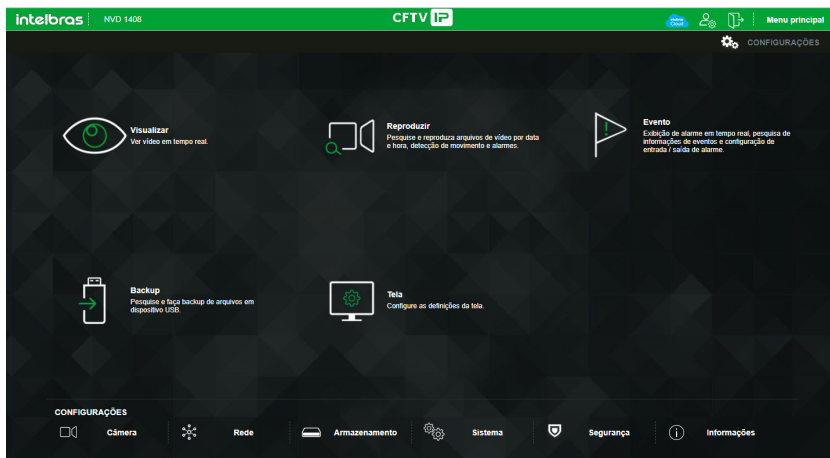 intelbras NVD 1408 CFTV IP Menu principal
CONFIGURAÇÕES
Visualizar
Ver vídeo em tempo real.
Reproduzir
Pesquise e reproduza arquivos de vídeo por data
e hora, detecção de movimento e alarmes.
Evento
Exibição de alarme em tempo real, pesquisa de
informações de eventos e configuração de
entrada / saída de alarme.
Backup
Pesquise e faça backup de arquivos em
dispositivo USB.
Tela
Configure as definições da tela.
CONFIGURAÇÕES
Câmera Rede Armazenamento Sistema Segurança Informações